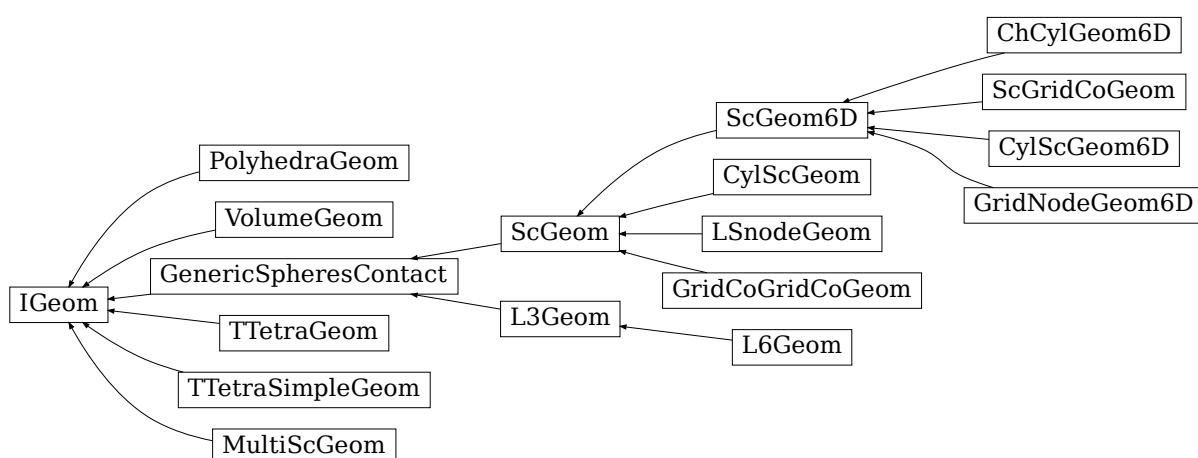 ChCylGeom6D
ScGridCoGeom
ScGeom6D
CylScGeom6D
PolyhedraGeom
CylScGeom
GridNodeGeom6D
VolumeGeom
ScGeom
LSnodeGeom
GenericSpheresContact
GridCoGridCoGeom
IGeom
L3Geom
TTetraGeom
L6Geom
TTetraSimpleGeom
MultiScGeom